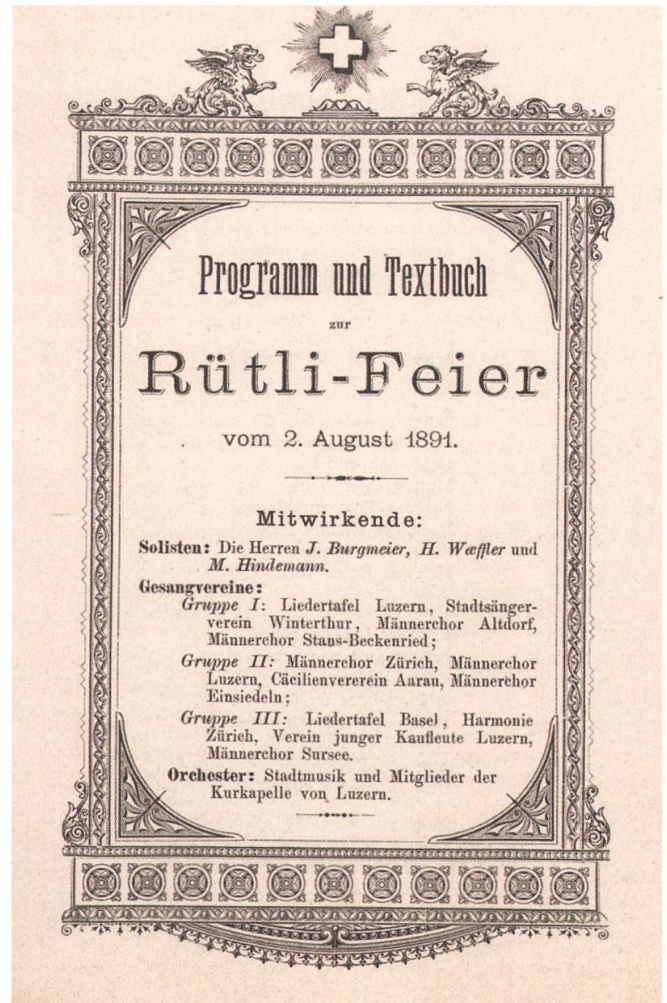 Programm und Textbuch
zur
Rütli-Feier
vom 2. August 1891.
Mitwirkende:
Solisten: Die Herren J. Burgmeier, H. Wæffler und
M. Hindemann.
Gesangvereine:
Gruppe I: Liedertafel Luzern, Stadtsänger-
verein Winterthur, Männerchor Altdorf,
Männerchor Stans-Beckenried;
Gruppe II: Männerchor Zürich, Männerchor
Luzern, Cäcilienvererein Aarau, Männerchor
Einsiedeln;
Gruppe III: Liedertafel Basel, Harmonie
Zürich, Verein junger Kaufleute Luzern,
Männerchor Sursee.
Orchester: Stadtmusik und Mitglieder der
Kurkapelle von Luzern.